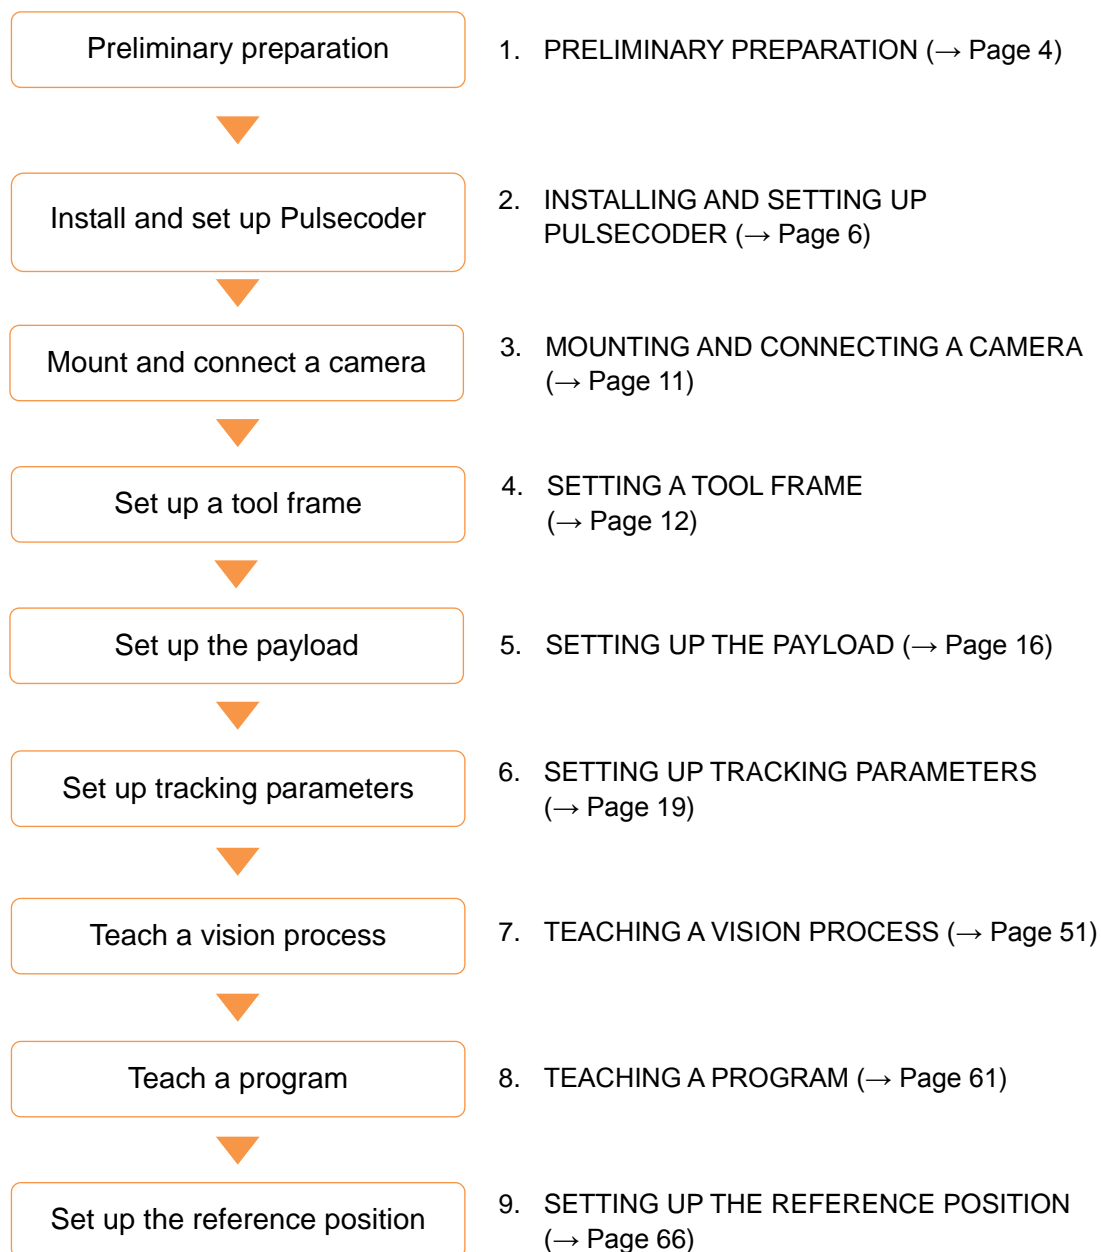 Preliminary preparation
1. PRELIMINARY PREPARATION (→ Page 4)
Install and set up Pulsecoder
2. INSTALLING AND SETTING UP
PULSECODER (→ Page 6)
Mount and connect a camera
3. MOUNTING AND CONNECTING A CAMERA
(→ Page 11)
Set up a tool frame
4. SETTING A TOOL FRAME
(→ Page 12)
Set up the payload
5. SETTING UP THE PAYLOAD (→ Page 16)
Set up tracking parameters
6. SETTING UP TRACKING PARAMETERS
(→ Page 19)
Teach a vision process
7. TEACHING A VISION PROCESS (→ Page 51)
Teach a program
8. TEACHING A PROGRAM (→ Page 61)
Set up the reference position
9. SETTING UP THE REFERENCE POSITION
(→ Page 66)